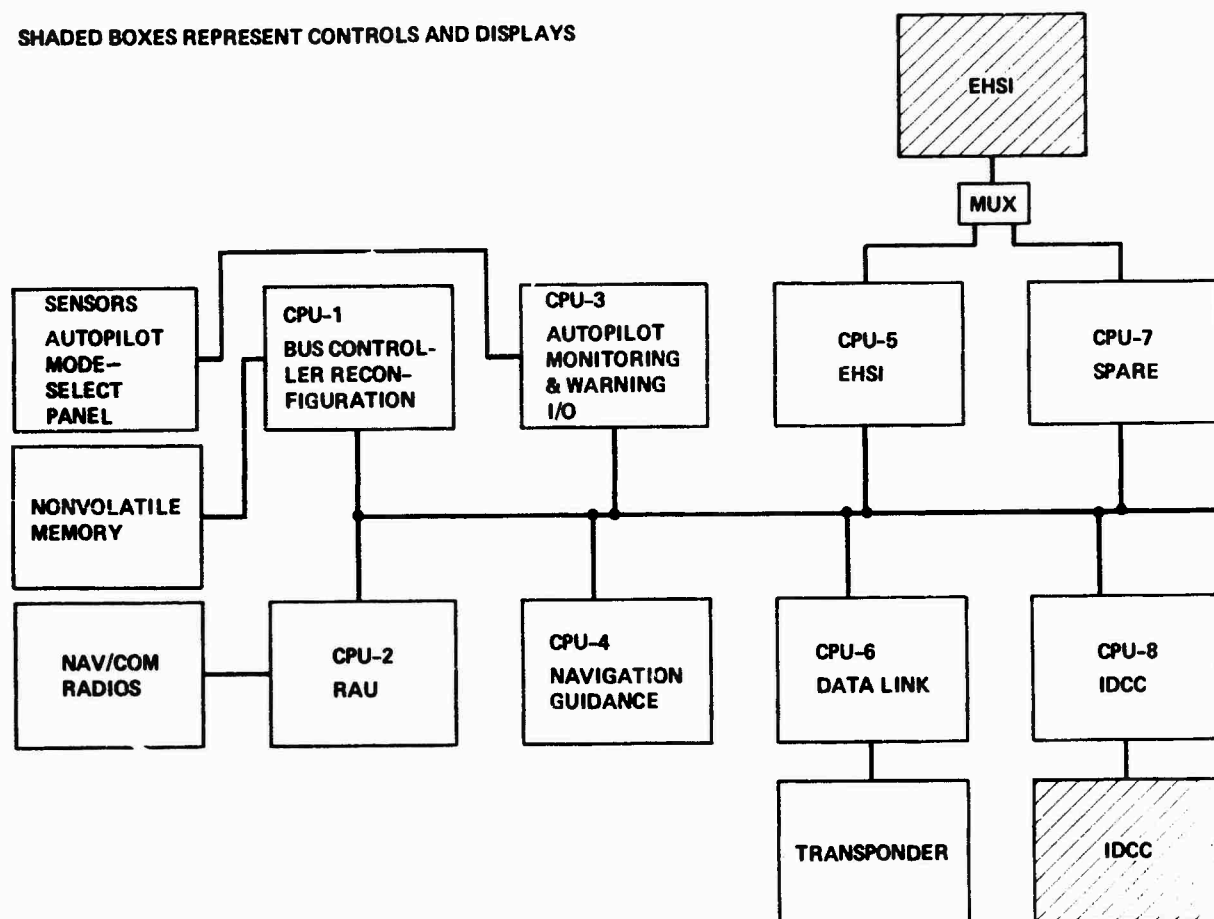 SHADED BOXES REPRESENT CONTROLS AND DISPLAYS
EHSI
MUX
SENSORS
AUTOPILOT
MODE-
SELECT
PANEL
CPU-1
BUS CONTROL-
LER RECON-
FIGURATION
CPU-3
AUTOPILOT
MONITORING
& WARNING
I/O
CPU-5
EHSI
CPU-7
SPARE
NONVOLATILE
MEMORY
NAV/COM
RADIOS
CPU-2
RAU
CPU-4
NAVIGATION
GUIDANCE
CPU-6
DATA LINK
CPU-8
IDCC
TRANSPONDER
IDCC